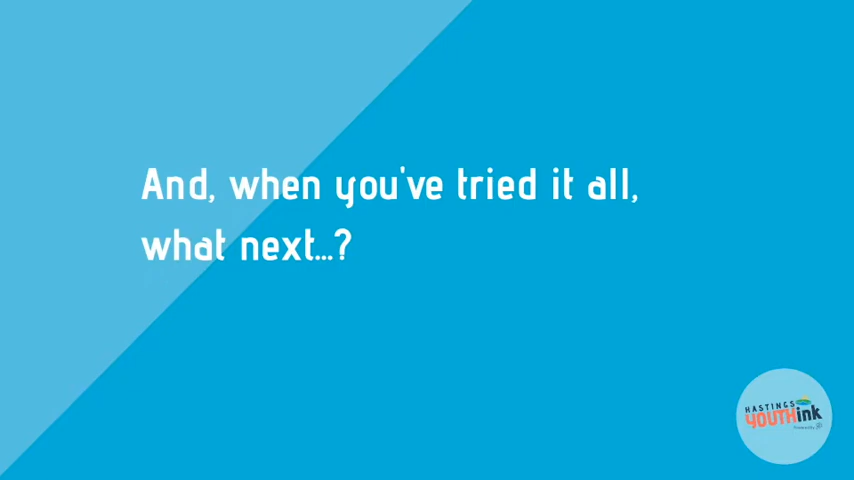 And, when you've tried it all,
what next...?
HASTINGS
YOUTHink